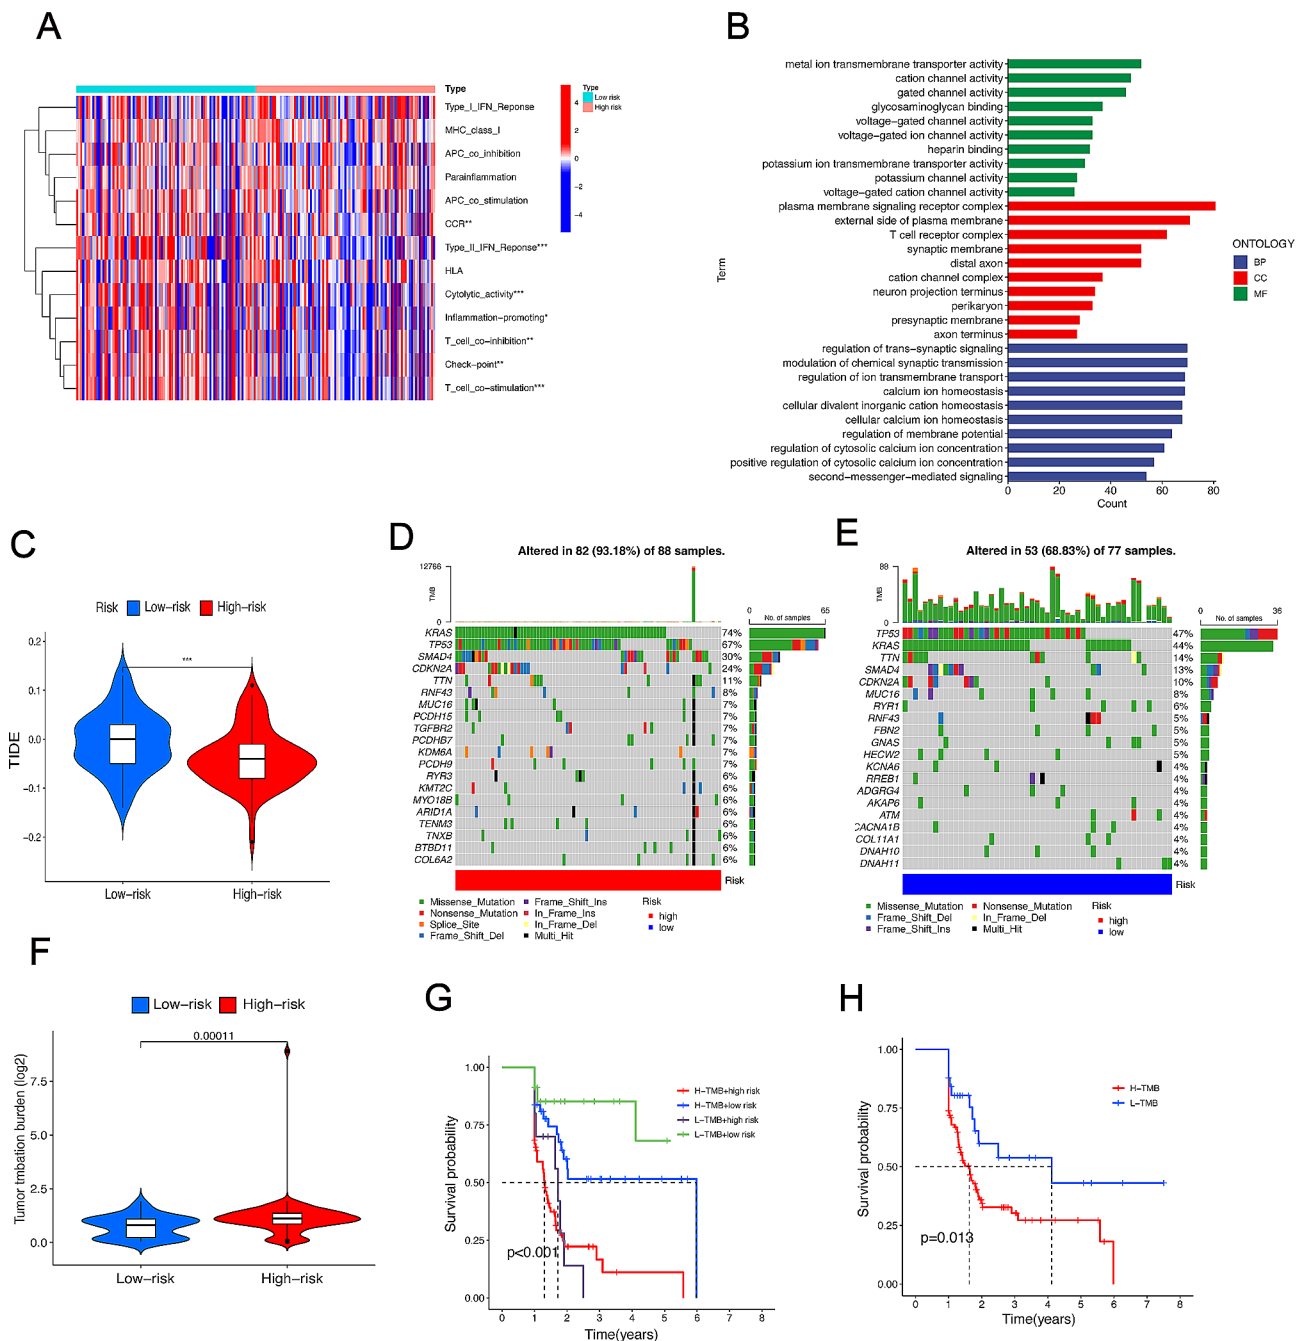 A
Type
Type
Low risk
High risk
4
2
0
−2
−4
Type_I_IFN_Reponse
MHC_class_I
APC_co_inhibition
Parainflammation
APC_co_stimulation
CCR**
Type_II_IFN_Reponse***
HLA
Cytolytic_activity***
Inflammation−promoting*
T_cell_co−inhibition**
Check−point**
T_cell_co−stimulation***
B
Term
metal ion transmembrane transporter activity
cation channel activity
gated channel activity
glycosaminoglycan binding
voltage−gated channel activity
voltage−gated ion channel activity
heparin binding
potassium ion transmembrane transporter activity
potassium channel activity
voltage−gated cation channel activity
plasma membrane signaling receptor complex
external side of plasma membrane
T cell receptor complex
synaptic membrane
distal axon
cation channel complex
neuron projection terminus
perikaryon
presynaptic membrane
axon terminus
regulation of trans−synaptic signaling
modulation of chemical synaptic transmission
regulation of ion transmembrane transport
calcium ion homeostasis
cellular divalent inorganic cation homeostasis
cellular calcium ion homeostasis
regulation of membrane potential
regulation of cytosolic calcium ion concentration
positive regulation of cytosolic calcium ion concentration
second−messenger−mediated signaling
0 20 40 60 80
Count
ONTOLOGY
BP
CC
MF
C
Risk Low−risk High−risk
***
TIDE
0.2
0.1
0.0
−0.1
−0.2
Low−risk High−risk
D
Altered in 82 (93.18%) of 88 samples.
12766
TMB
0
0 65
No. of samples
KRAS 74%
TP53 67%
SMAD4 30%
CDKN2A 24%
TTN 11%
RNF43 8%
MUC16 7%
PCDH15 7%
TGFBR2 7%
PCDHB7 7%
KDM6A 7%
PCDH9 7%
RYR3 6%
KMT2C 6%
MYO18B 6%
ARID1A 6%
TENM3 6%
TNXB 6%
BTBD11 6%
COL6A2 6%
Risk
Missense_Mutation Frame_Shift_Ins Risk
Nonsense_Mutation In_Frame_Ins high
Splice_Site In_Frame_Del low
Frame_Shift_Del Multi_Hit
E
Altered in 53 (68.83%) of 77 samples.
88
TMB
0
0 36
No. of samples
TP53 47%
KRAS 44%
TTN 14%
SMAD4 13%
CDKN2A 10%
MUC16 8%
RYR1 6%
RNF43 5%
FBN2 5%
GNAS 5%
HECW2 5%
KCNA6 4%
RREB1 4%
ADGRG4 4%
AKAP6 4%
ATM 4%
CACNA1B 4%
COL11A1 4%
DNAH10 4%
DNAH11 4%
Risk
Missense_Mutation Nonsense_Mutation Risk
Frame_Shift_Del In_Frame_Del high
Frame_Shift_Ins Multi_Hit low
F
Low−risk High−risk
0.00011
Tumor tmbation burden (log2)
7.5
5.0
2.5
0.0
Low−risk High−risk
G
Survival probability
1.00
0.75
0.50
0.25
0.00
H−TMB+high risk
H−TMB+low risk
L−TMB+high risk
L−TMB+low risk
p<0.001
0 1 2 3 4 5 6 7 8
Time(years)
H
Survival probability
1.00
0.75
0.50
0.25
0.00
H−TMB
L−TMB
p=0.013
0 1 2 3 4 5 6 7 8
Time(years)